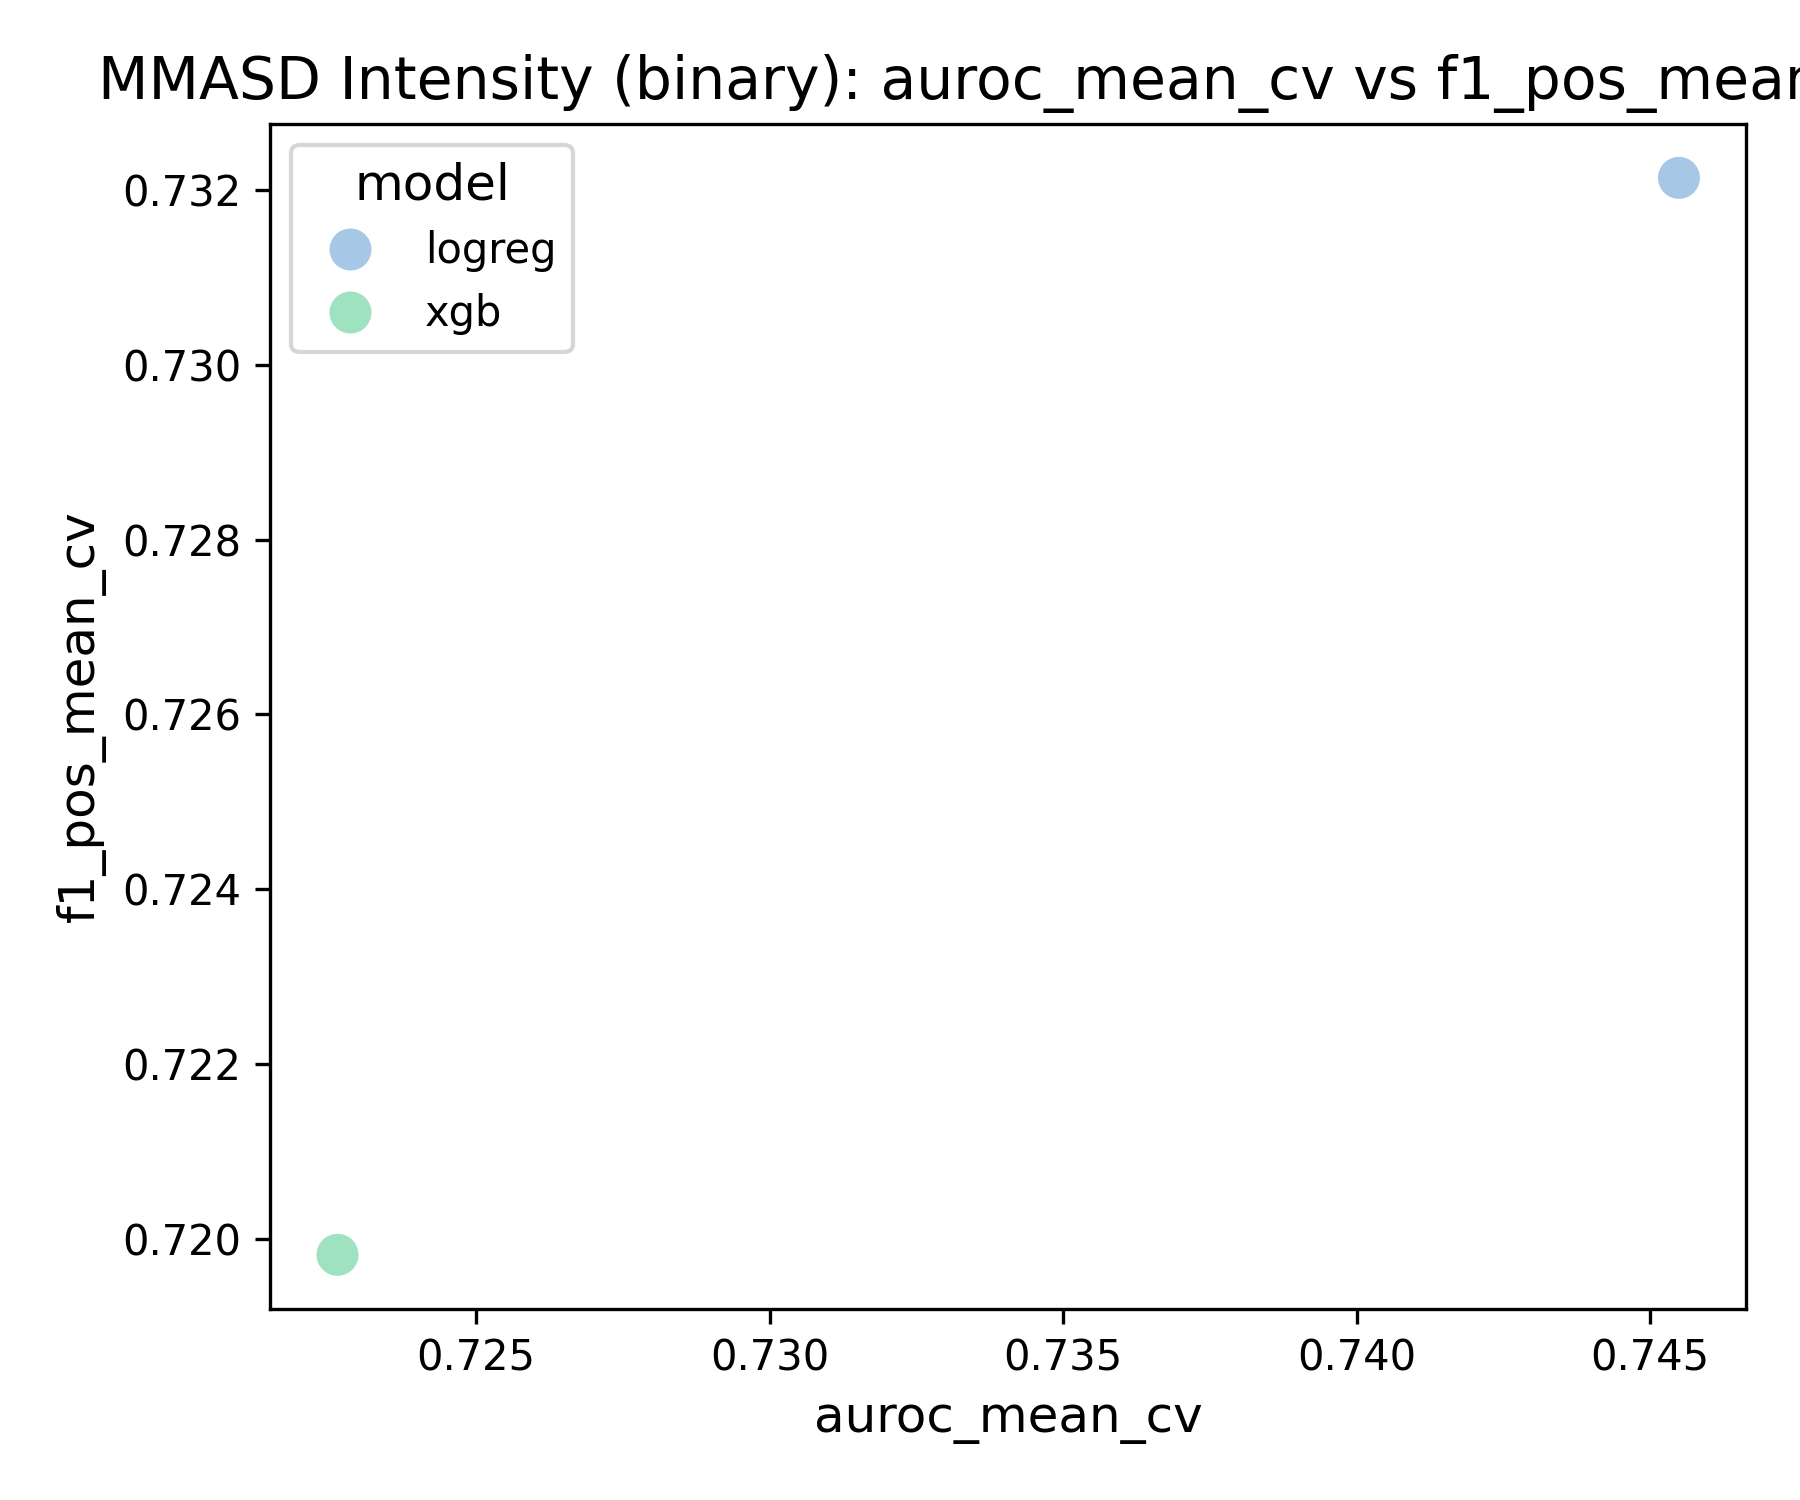 MMASD Intensity (binary): auroc_mean_cv vs f1_pos_mean
model
logreg
xgb
0.732
0.730
0.728
0.726
0.724
0.722
0.720
f1_pos_mean_cv
0.725 0.730 0.735 0.740 0.745
auroc_mean_cv